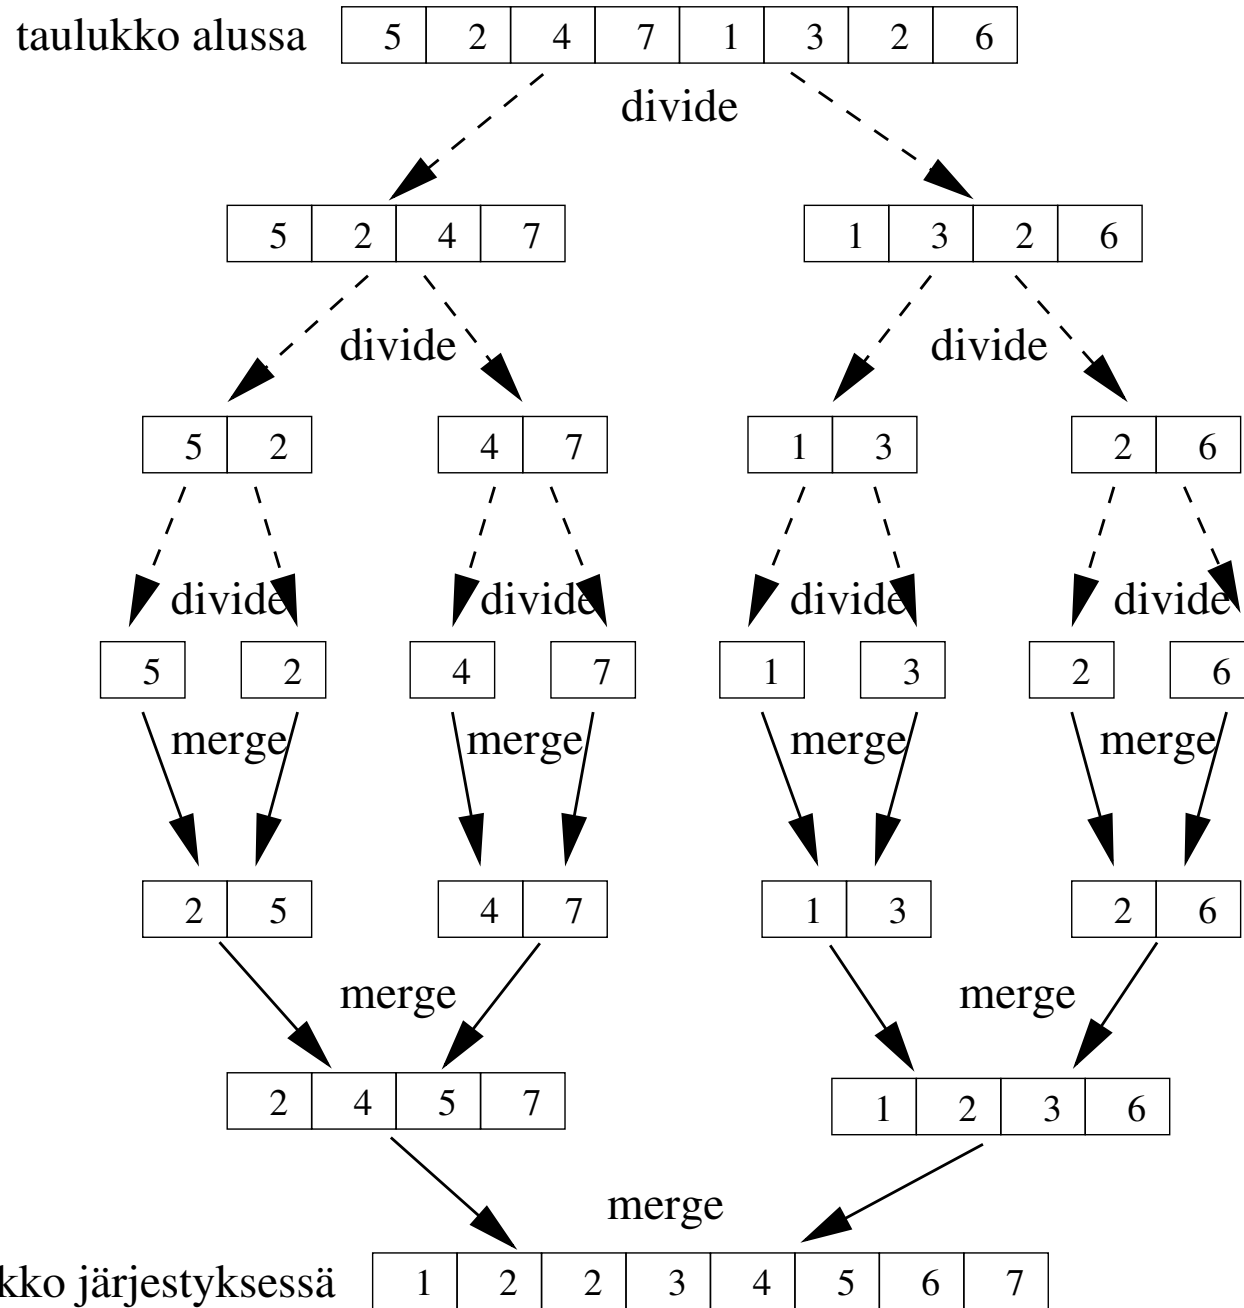 taulukko alussa 5 2 4 7 1 3 2 6
divide
5 2 4 7 1 3 2 6
divide divide
5 2 4 7 1 3 2 6
divide divide divide divide
5 2 4 7 1 3 2 6
merge merge merge merge
2 5 4 7 1 3 2 6
merge merge
2 4 5 7 1 2 3 6
merge
kko järjestyksessä 1 2 2 3 4 5 6 7